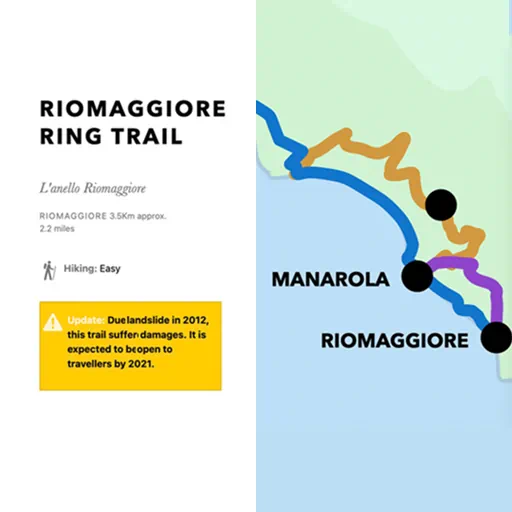 RIOMAGGIORE
RING TRAIL
L'anello Riomaggiore
RIOMAGGIORE 3.5Km approx.
2.2 miles
Hiking: Easy
Update: Duelandslide in 2012,
this trail suffer damages. It is
expected to beopen to
travellers by 2021.
MANAROLA
RIOMAGGIORE